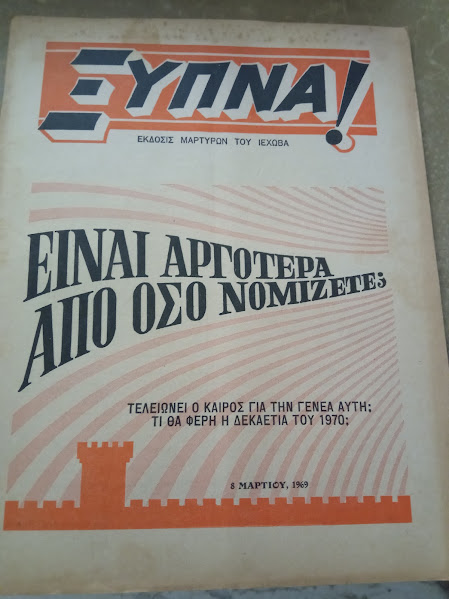 ΞΥΠΝΑ!
ΕΚΔΟΣΙΣ ΜΑΡΤΥΡΩΝ ΤΟΥ ΙΕΧΩΒΑ
ΕΙΝΑΙ ΑΡΓΟΤΕΡΑ
ΑΠΟ ΟΣΟ ΝΟΜΙΖΕΤΕ;
ΤΕΛΕΙΩΝΕΙ Ο ΚΑΙΡΟΣ ΓΙΑ ΤΗΝ ΓΕΝΕΑ ΑΥΤΗ;
ΤΙ ΘΑ ΦΕΡΗ Η ΔΕΚΑΕΤΙΑ ΤΟΥ 1970;
8 ΜΑΡΤΙΟΥ, 1969